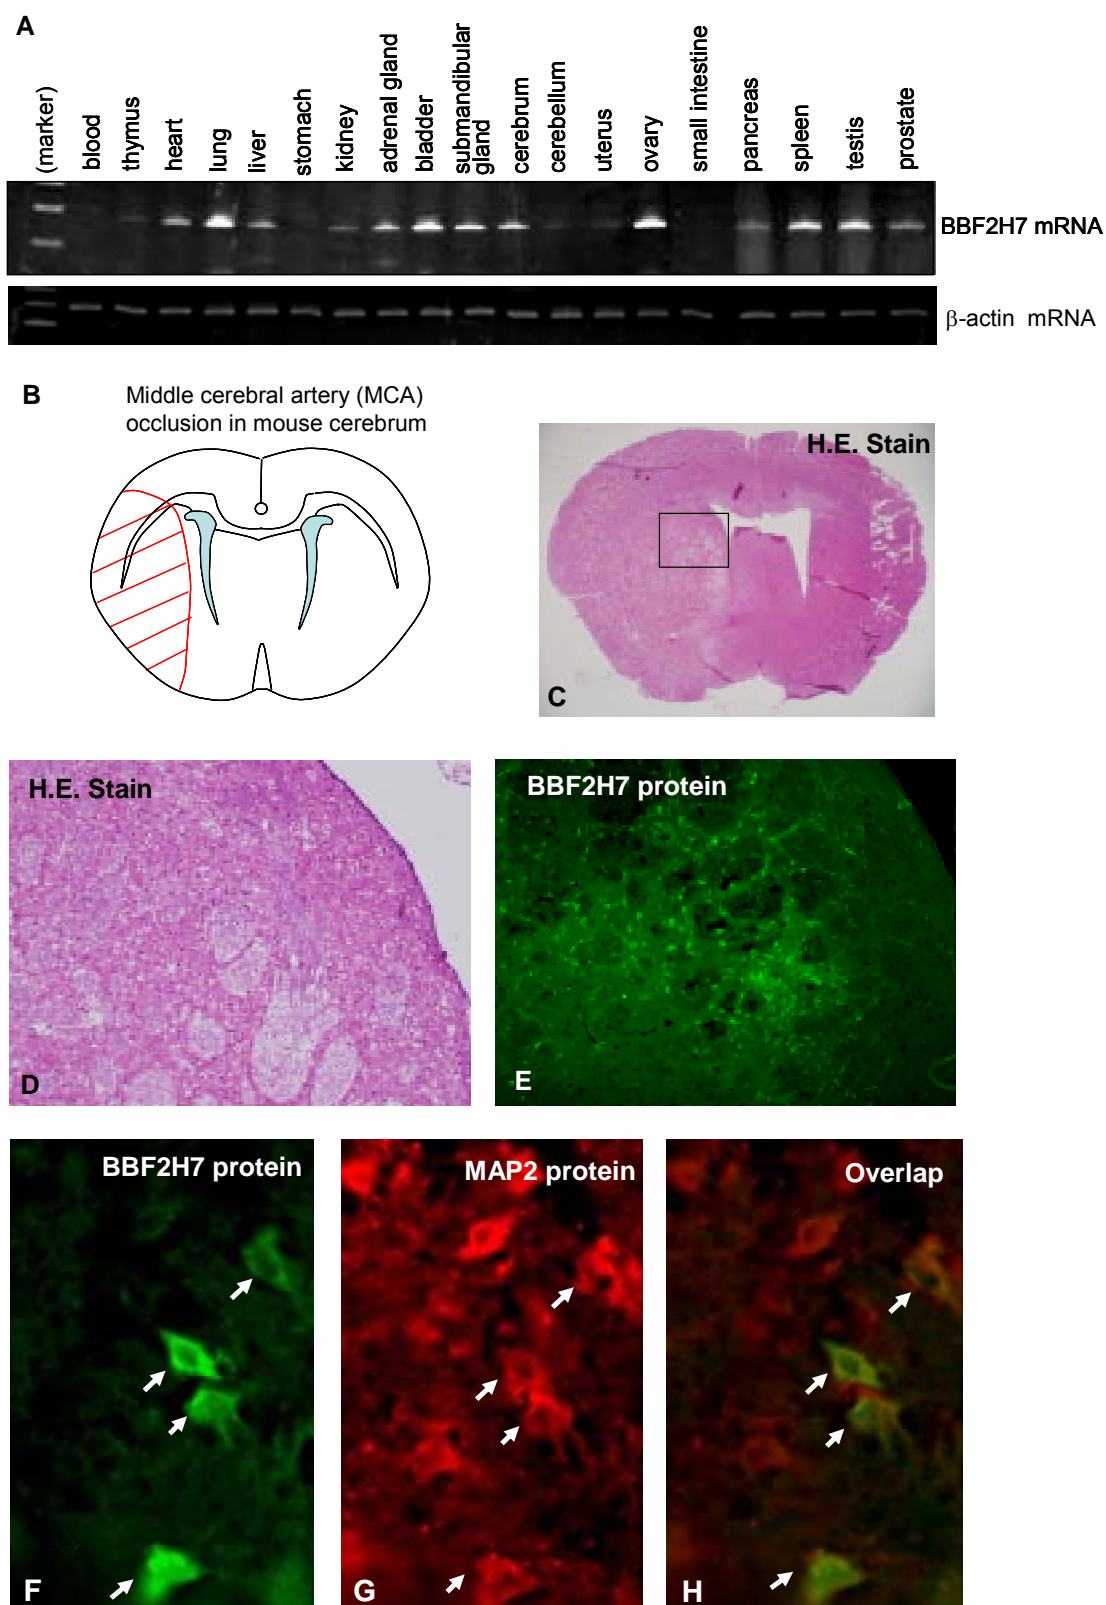 A
(marker)
blood
thymus
heart
lung
liver
stomach
kidney
adrenal gland
bladder
submandibular
gland
cerebrum
cerebellum
uterus
ovary
small intestine
pancreas
spleen
testis
prostate
BBF2H7 mRNA
β-actin mRNA
B
Middle cerebral artery (MCA)
occlusion in mouse cerebrum
H.E. Stain
C
H.E. Stain
D
BBF2H7 protein
E
BBF2H7 protein
F
MAP2 protein
G
Overlap
H